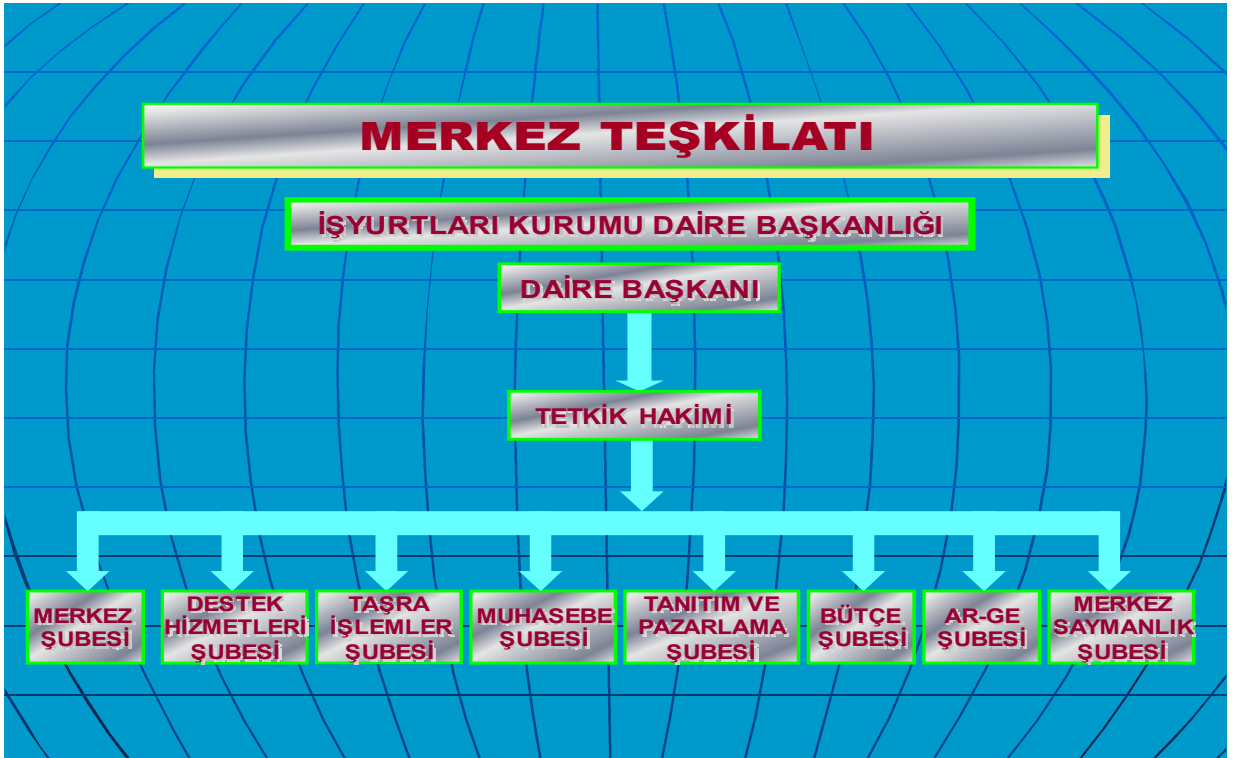 MERKEZ TEŞKİLATI
İŞYURTLARI KURUMU DAİRE BAŞKANLIĞI
DAİRE BAŞKANI
TETKİK HAKİMİ
MERKEZ
ŞUBESİ
DESTEK
HİZMETLERİ
ŞUBESİ
TAŞRA
İŞLEMLER
ŞUBESİ
MUHASEBE
ŞUBESİ
TANITIM VE
PAZARLAMA
ŞUBESİ
BÜTÇE
ŞUBESİ
AR-GE
ŞUBESİ
MERKEZ
SAYMANLIK
ŞUBESİ